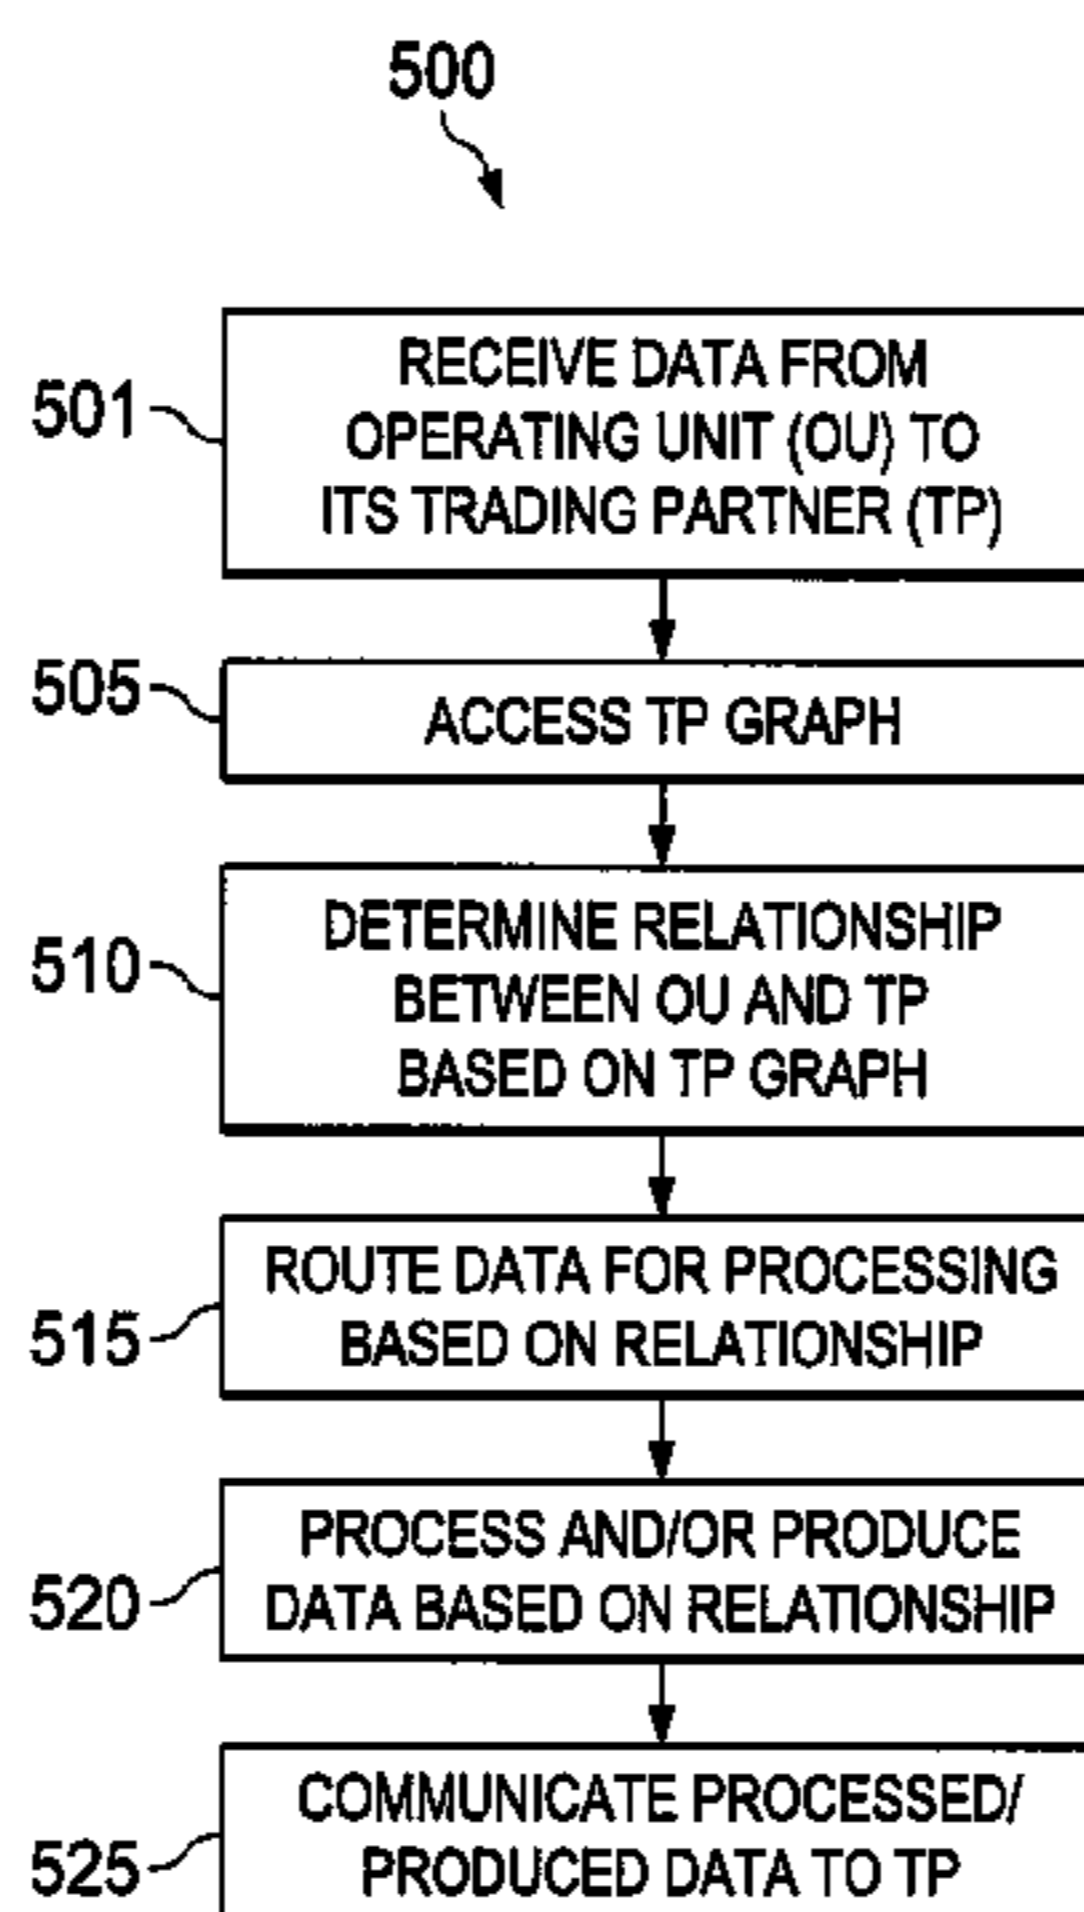 500
501
RECEIVE DATA FROM
OPERATING UNIT (OU) TO
ITS TRADING PARTNER (TP)
505
ACCESS TP GRAPH
510
DETERMINE RELATIONSHIP
BETWEEN OU AND TP
BASED ON TP GRAPH
515
ROUTE DATA FOR PROCESSING
BASED ON RELATIONSHIP
520
PROCESS AND/OR PRODUCE
DATA BASED ON RELATIONSHIP
525
COMMUNICATE PROCESSED/
PRODUCED DATA TO TP